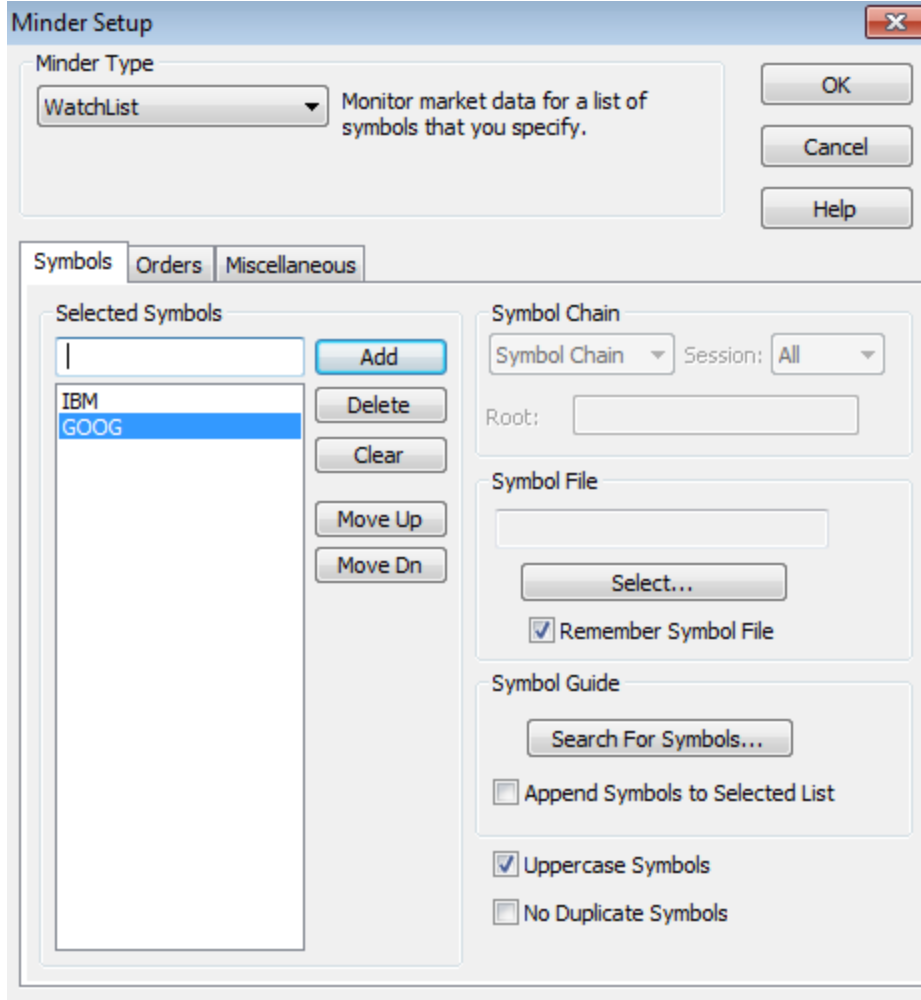 Minder Setup
Minder Type
WatchList
Monitor market data for a list of
symbols that you specify.
OK
Cancel
Help
Symbols
Orders
Miscellaneous
Selected Symbols
Add
IBM
GOOG
Delete
Clear
Move Up
Move Dn
Symbol Chain
Symbol Chain
Session:
All
Root:
Symbol File
Select...
Remember Symbol File
Symbol Guide
Search For Symbols...
Append Symbols to Selected List
Uppercase Symbols
No Duplicate Symbols